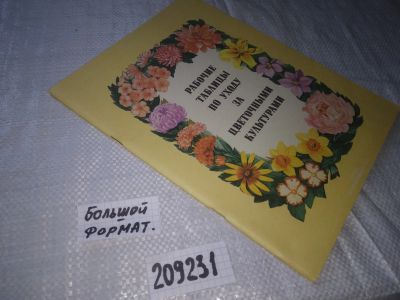 РАБОЧИЕ
ТАБЛИЦЫ
ПО УХОДУ
ЗА
ЦВЕТОЧНЫМИ
КУЛЬТУРАМИ
большой
формат.
209231